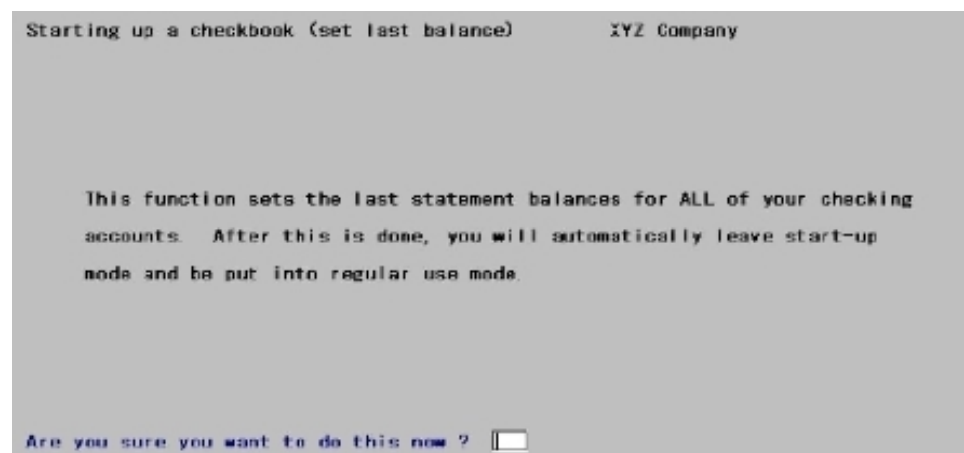 Starting up a checkbook (set last balance) XYZ Company
This function sets the last statement balances for ALL of your checking
accounts. After this is done, you will automatically leave start-up
mode and be put into regular use mode.
Are you sure you want to do this now ?